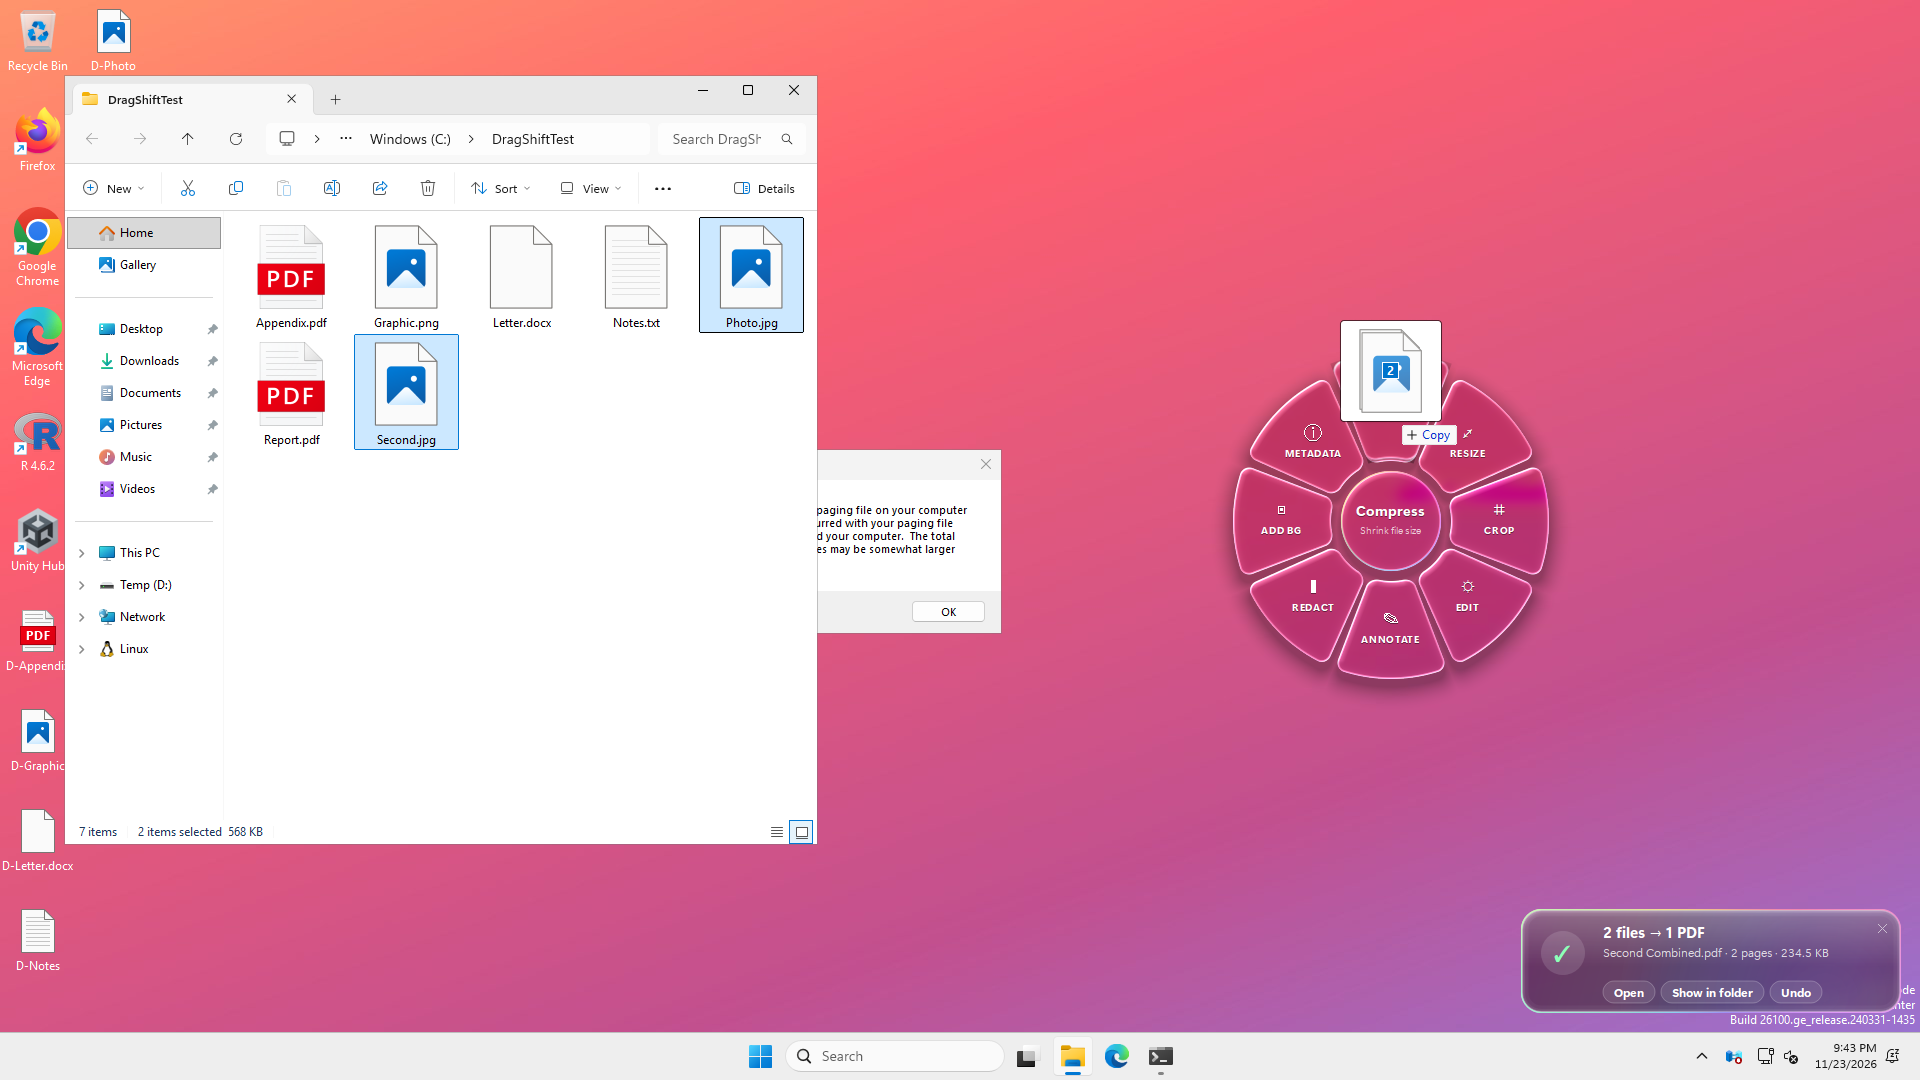 Recycle Bin
D-Photo
Firefox
Google
Chrome
Microsoft
Edge
R 4.6.2
Unity Hub
PDF
D-Appendi
D-Graphic
D-Letter.docx
D-Notes
DragShiftTest
Windows (C:)
DragShiftTest
Search DragSh
New
Sort
View
Details
Home
Gallery
Desktop
Downloads
Documents
Pictures
Music
Videos
This PC
Temp (D:)
Network
Linux
PDF
Appendix.pdf
Graphic.png
Letter.docx
Notes.txt
Photo.jpg
PDF
Report.pdf
Second.jpg
7 items
2 items selected 568 KB
paging file on your computer
urred with your paging file
d your computer. The total
es may be somewhat larger
OK
2
+ Copy
METADATA
RESIZE
ADD BG
Compress
Shrink file size
CROP
REDACT
EDIT
ANNOTATE
2 files → 1 PDF
Second Combined.pdf · 2 pages · 234.5 KB
Open
Show in folder
Undo
de
nter
Build 26100.ge_release.240331-1435
Search
9:43 PM
11/23/2026